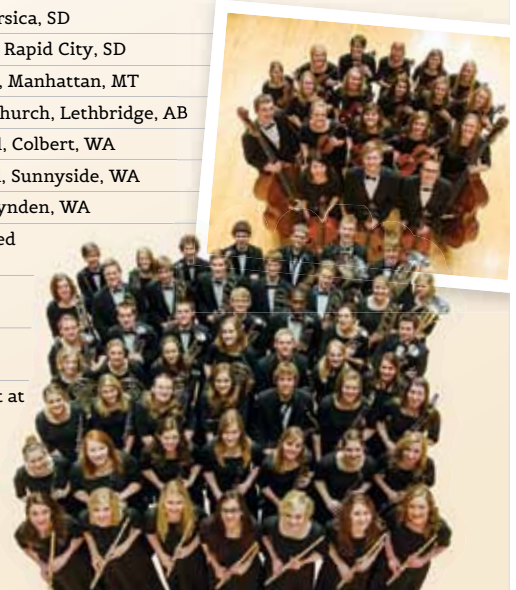 rsica, SD
Rapid City, SD
, Manhattan, MT
hurch, Lethbridge, AB
l, Colbert, WA
, Sunnyside, WA
ynden, WA
ed
t at